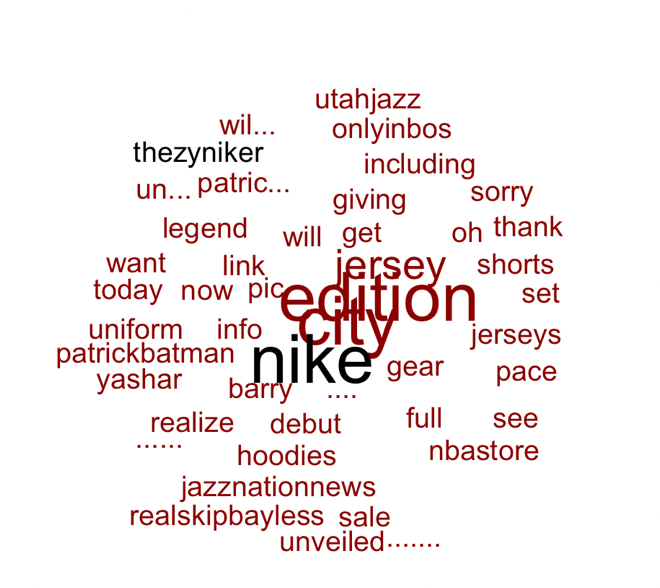 utahjazz
wil... onlyinbos
thezyniker including
un... patric... giving sorry
legend will get oh thank
want link jersey shorts
today now pic edition set
uniform info city jerseys
patrickbatman nike gear pace
yashar barry ....
realize debut full see
...... hoodies nbastore
jazznationnews
realskipbayless sale
unveiled .......